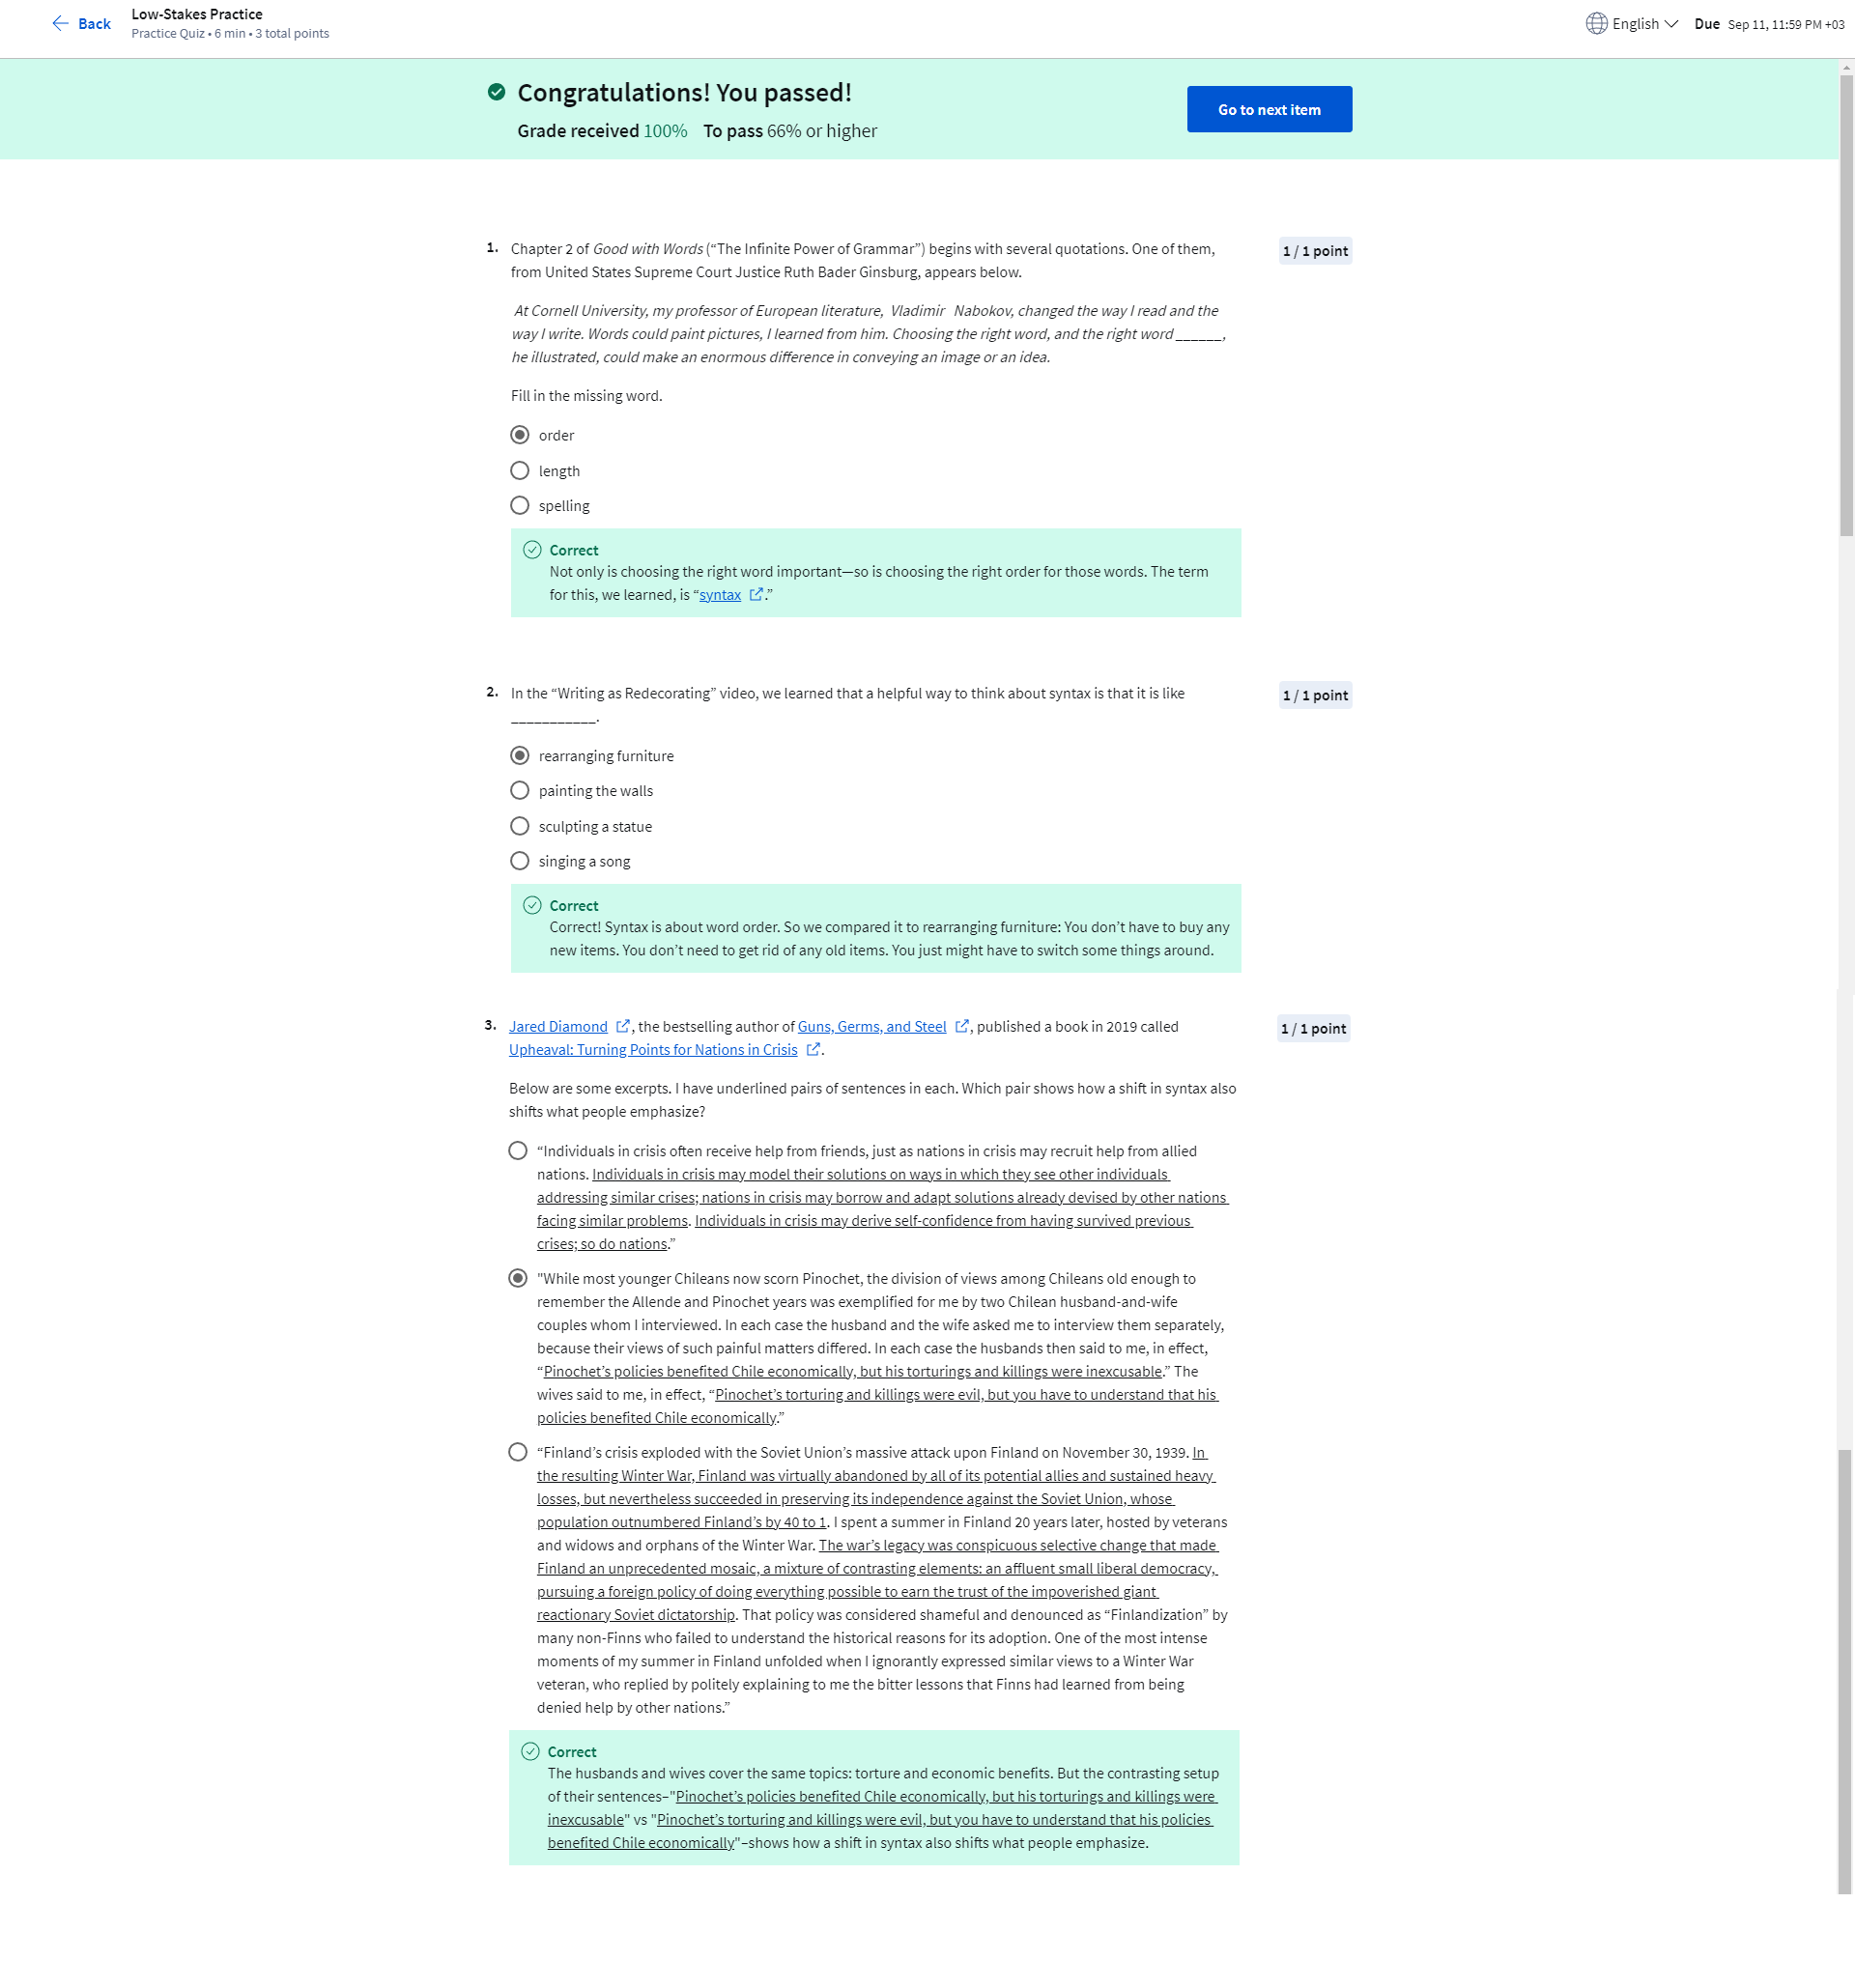 Back
Low-Stakes Practice
Practice Quiz • 6 min • 3 total points
English
Due Sep 11, 11:59 PM +03
Congratulations! You passed!
Grade received 100% To pass 66% or higher
Go to next item
1. Chapter 2 of Good with Words (“The Infinite Power of Grammar”) begins with several quotations. One of them,
from United States Supreme Court Justice Ruth Bader Ginsburg, appears below.
1 / 1 point
At Cornell University, my professor of European literature, Vladimir Nabokov, changed the way I read and the
way I write. Words could paint pictures, I learned from him. Choosing the right word, and the right word ______,
he illustrated, could make an enormous difference in conveying an image or an idea.
Fill in the missing word.
order
length
spelling
Correct
Not only is choosing the right word important—so is choosing the right order for those words. The term
for this, we learned, is “syntax .”
2. In the “Writing as Redecorating” video, we learned that a helpful way to think about syntax is that it is like
___________.
1 / 1 point
rearranging furniture
painting the walls
sculpting a statue
singing a song
Correct
Correct! Syntax is about word order. So we compared it to rearranging furniture: You don’t have to buy any
new items. You don’t need to get rid of any old items. You just might have to switch some things around.
3. Jared Diamond , the bestselling author of Guns, Germs, and Steel , published a book in 2019 called
Upheaval: Turning Points for Nations in Crisis .
1 / 1 point
Below are some excerpts. I have underlined pairs of sentences in each. Which pair shows how a shift in syntax also
shifts what people emphasize?
“Individuals in crisis often receive help from friends, just as nations in crisis may recruit help from allied
nations. Individuals in crisis may model their solutions on ways in which they see other individuals
addressing similar crises; nations in crisis may borrow and adapt solutions already devised by other nations
facing similar problems. Individuals in crisis may derive self-confidence from having survived previous
crises; so do nations.”
"While most younger Chileans now scorn Pinochet, the division of views among Chileans old enough to
remember the Allende and Pinochet years was exemplified for me by two Chilean husband-and-wife
couples whom I interviewed. In each case the husband and the wife asked me to interview them separately,
because their views of such painful matters differed. In each case the husbands then said to me, in effect,
“Pinochet’s policies benefited Chile economically, but his torturings and killings were inexcusable.” The
wives said to me, in effect, “Pinochet’s torturing and killings were evil, but you have to understand that his
policies benefited Chile economically.”
“Finland’s crisis exploded with the Soviet Union’s massive attack upon Finland on November 30, 1939. In
the resulting Winter War, Finland was virtually abandoned by all of its potential allies and sustained heavy
losses, but nevertheless succeeded in preserving its independence against the Soviet Union, whose
population outnumbered Finland’s by 40 to 1. I spent a summer in Finland 20 years later, hosted by veterans
and widows and orphans of the Winter War. The war’s legacy was conspicuous selective change that made
Finland an unprecedented mosaic, a mixture of contrasting elements: an affluent small liberal democracy,
pursuing a foreign policy of doing everything possible to earn the trust of the impoverished giant
reactionary Soviet dictatorship. That policy was considered shameful and denounced as “Finlandization” by
many non-Finns who failed to understand the historical reasons for its adoption. One of the most intense
moments of my summer in Finland unfolded when I ignorantly expressed similar views to a Winter War
veteran, who replied by politely explaining to me the bitter lessons that Finns had learned from being
denied help by other nations.”
Correct
The husbands and wives cover the same topics: torture and economic benefits. But the contrasting setup
of their sentences–"Pinochet’s policies benefited Chile economically, but his torturings and killings were
inexcusable" vs "Pinochet’s torturing and killings were evil, but you have to understand that his policies
benefited Chile economically"–shows how a shift in syntax also shifts what people emphasize.